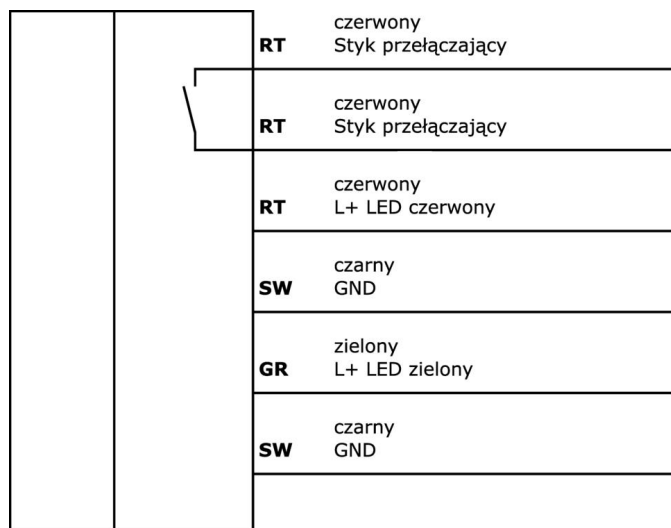 czerwony
RT Styk przełączający
czerwony
RT Styk przełączający
czerwony
RT L+ LED czerwony
czarny
SW GND
zielony
GR L+ LED zielony
czarny
SW GND